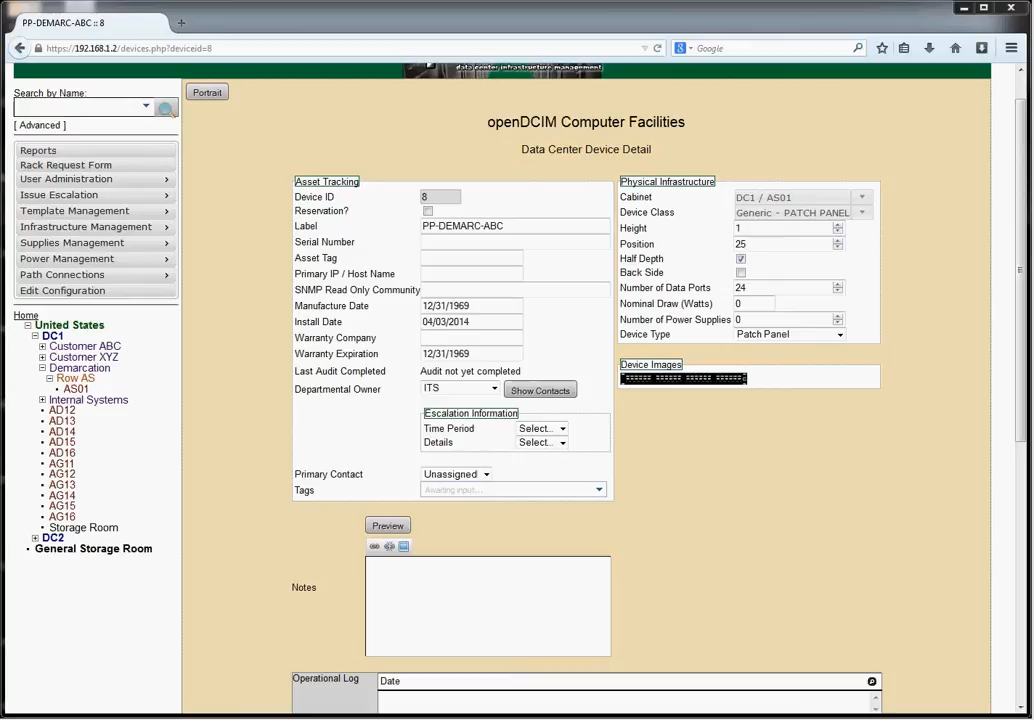 PP-DEMARC-ABC :: 8
https://192.168.1.2/devices.php?deviceid=8
Google
data center infrastructure management
Search by Name:
[ Advanced ]
Reports
Rack Request Form
User Administration
Issue Escalation
Template Management
Infrastructure Management
Supplies Management
Power Management
Path Connections
Edit Configuration
Home
United States
DC1
Customer ABC
Customer XYZ
Demarcation
Row AS
AS01
Internal Systems
AD12
AD13
AD14
AD15
AD16
AG11
AG12
AG13
AG14
AG15
AG16
Storage Room
DC2
General Storage Room
Portrait
openDCIM Computer Facilities
Data Center Device Detail
Asset Tracking
Device ID 8
Reservation?
Label PP-DEMARC-ABC
Serial Number
Asset Tag
Primary IP / Host Name
SNMP Read Only Community
Manufacture Date 12/31/1969
Install Date 04/03/2014
Warranty Company
Warranty Expiration 12/31/1969
Last Audit Completed Audit not yet completed
Departmental Owner ITS Show Contacts
Escalation Information
Time Period Select...
Details Select...
Primary Contact Unassigned
Tags Awaiting input...
Physical Infrastructure
Cabinet DC1 / AS01
Device Class Generic - PATCH PANEL
Height 1
Position 25
Half Depth
Back Side
Number of Data Ports 24
Nominal Draw (Watts) 0
Number of Power Supplies 0
Device Type Patch Panel
Device Images
Preview
Notes
Operational Log Date